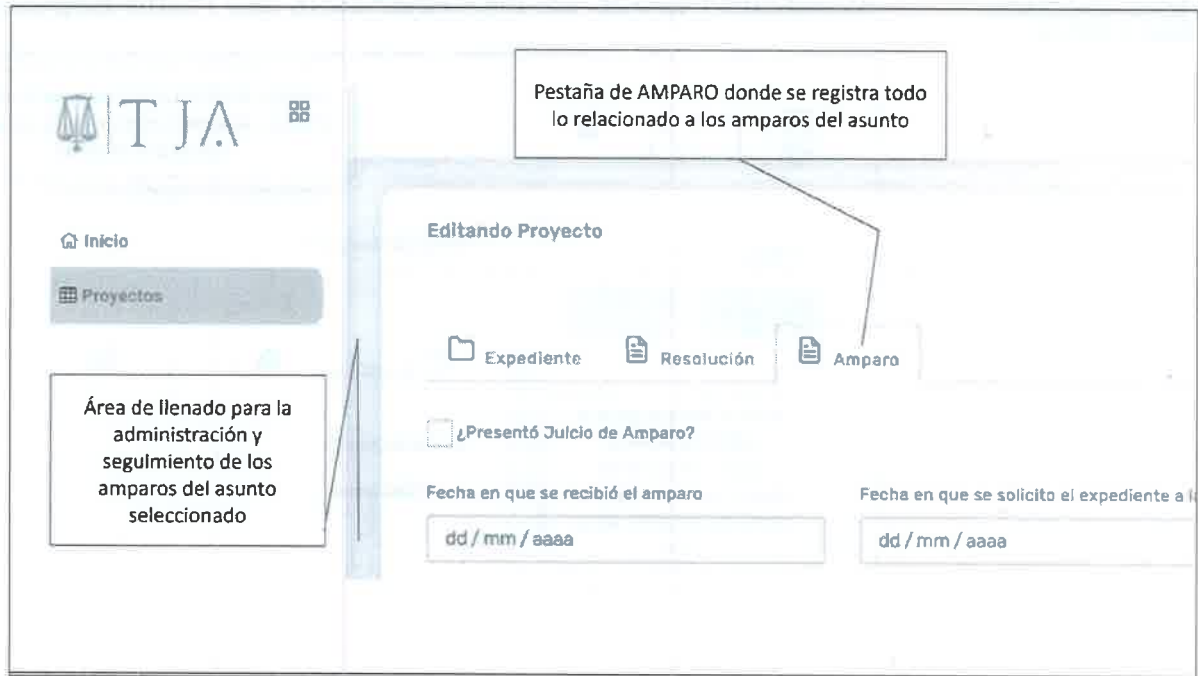 Pestaña de AMPARO donde se registra todo
lo relacionado a los amparos del asunto
TJA
Inicio
Proyectos
Editando Proyecto
Expediente
Resolución
Amparo
Área de llenado para la
administración y
seguimiento de los
amparos del asunto
seleccionado
¿Presentó Juicio de Amparo?
Fecha en que se recibió el amparo
Fecha en que se solicito el expediente a
dd / mm / aaaa
dd / mm / aaaa